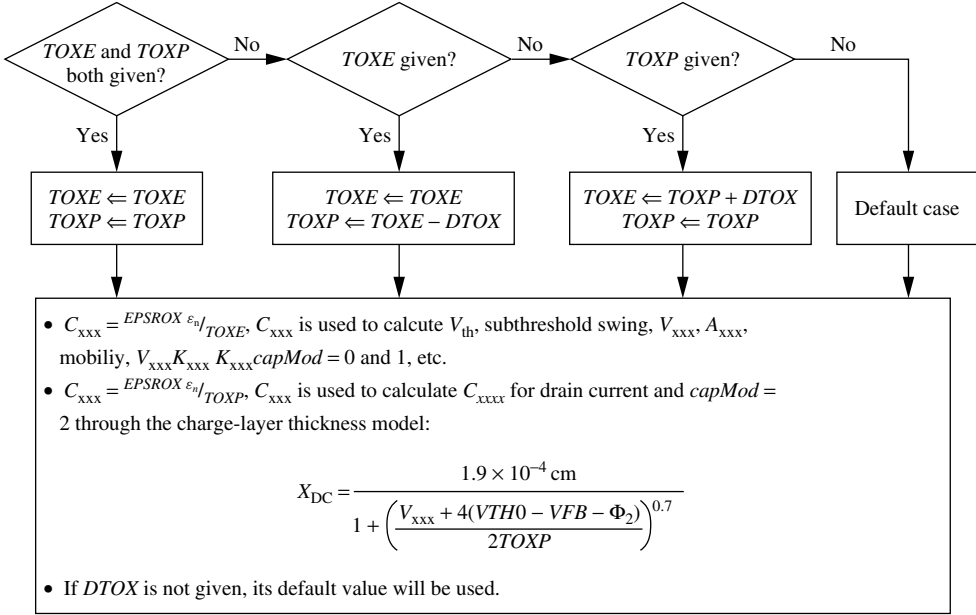 TOXE and TOXP
both given?
No
TOXE given?
No
TOXP given?
No
Yes
Yes
Yes
TOXE ⇐ TOXE
TOXP ⇐ TOXP
TOXE ⇐ TOXE
TOXP ⇐ TOXE – DTOX
TOXE ⇐ TOXP + DTOX
TOXP ⇐ TOXP
Default case
• Cxxx = EPSROX εn/TOXE, Cxxx is used to calcute Vth, subthreshold swing, Vxxx, Axxx,
mobiliy, VxxxKxxx KxxxcapMod = 0 and 1, etc.
• Cxxx = EPSROX εn/TOXP, Cxxx is used to calculate Cxxxx for drain current and capMod =
2 through the charge-layer thickness model:
XDC = 1.9 × 10–4 cm / 1 + (Vxxx + 4(VTH0 – VFB – Φ2) / 2TOXP)0.7
• If DTOX is not given, its default value will be used.